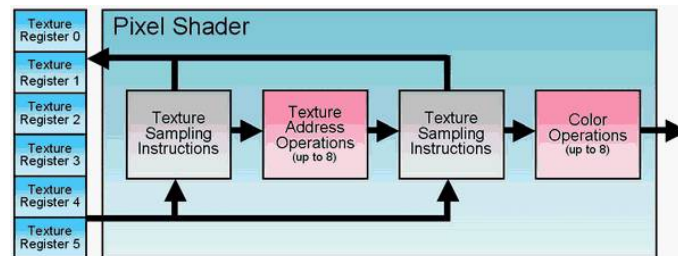 Texture
Register 0
Texture
Register 1
Texture
Register 2
Texture
Register 3
Texture
Register 4
Texture
Register 5
Pixel Shader
Texture
Sampling
Instructions
Texture
Address
Operations
(up to 8)
Texture
Sampling
Instructions
Color
Operations
(up to 8)